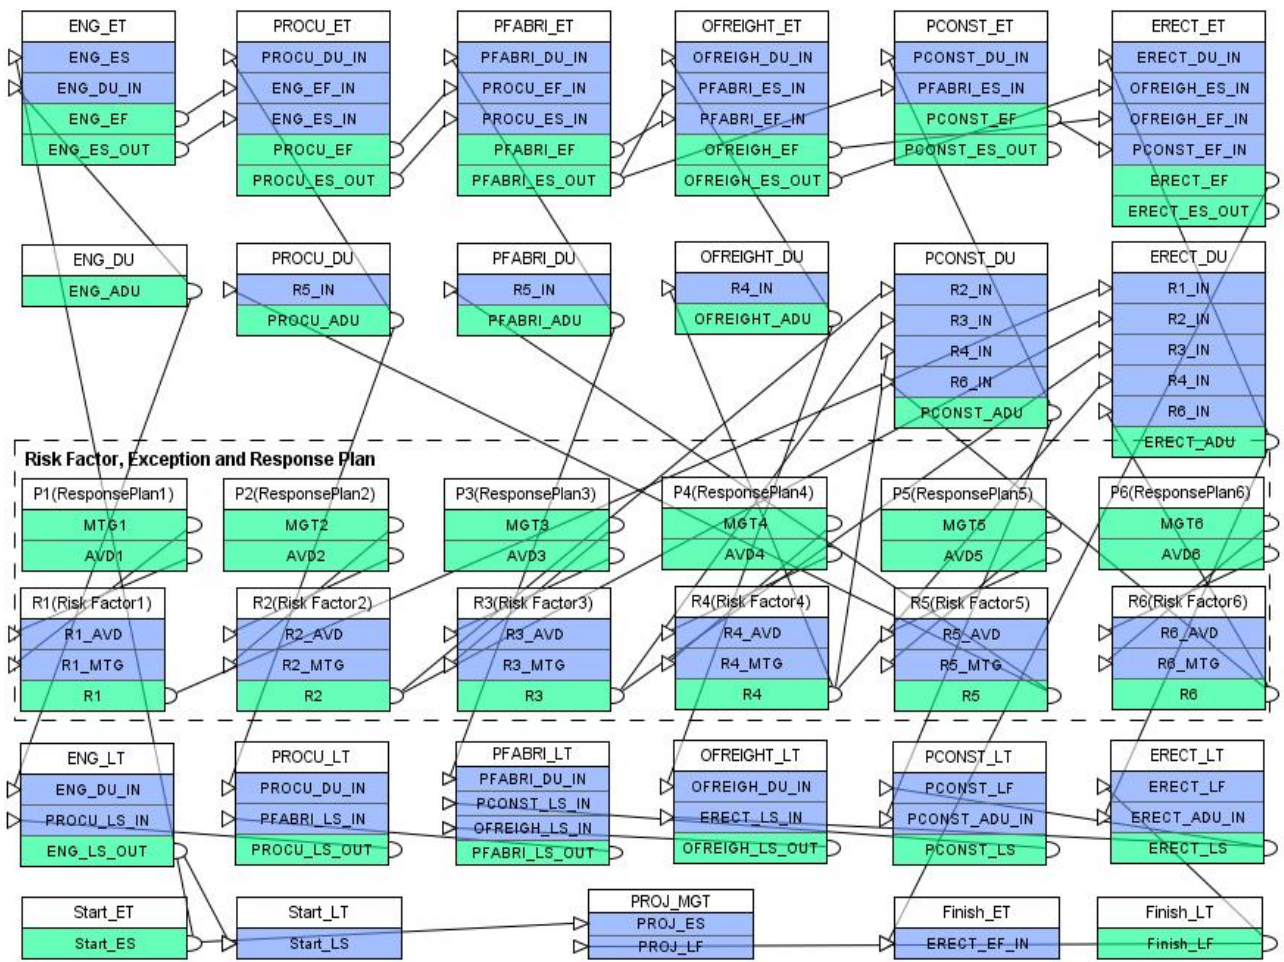 ENG_ET
ENG_ES
ENG_DU_IN
ENG_EF
ENG_ES_OUT
PROCU_ET
PROCU_DU_IN
ENG_EF_IN
ENG_ES_IN
PROCU_EF
PROCU_ES_OUT
PFABRI_ET
PFABRI_DU_IN
PROCU_EF_IN
PROCU_ES_IN
PFABRI_EF
PFABRI_ES_OUT
OFREIGHT_ET
OFREIGH_DU_IN
PFABRI_ES_IN
PFABRI_EF_IN
OFREIGH_EF
OFREIGH_ES_OUT
PCONST_ET
PCONST_DU_IN
PFABRI_ES_IN
PCONST_EF
PCONST_ES_OUT
ERECT_ET
ERECT_DU_IN
OFREIGH_ES_IN
OFREIGH_EF_IN
PCONST_EF_IN
ERECT_EF
ERECT_ES_OUT
ENG_DU
ENG_ADU
PROCU_DU
R5_IN
PROCU_ADU
PFABRI_DU
R5_IN
PFABRI_ADU
OFREIGHT_DU
R4_IN
OFREIGHT_ADU
PCONST_DU
R2_IN
R3_IN
R4_IN
R6_IN
PCONST_ADU
ERECT_DU
R1_IN
R2_IN
R3_IN
R4_IN
R6_IN
ERECT_ADU
Risk Factor, Exception and Response Plan
P1(ResponsePlan1)
MTG1
AVD1
P2(ResponsePlan2)
MGT2
AVD2
P3(ResponsePlan3)
MGT3
AVD3
P4(ResponsePlan4)
MGT4
AVD4
P5(ResponsePlan5)
MGT5
AVD5
P6(ResponsePlan6)
MGT6
AVD6
R1(Risk Factor1)
R1_AVD
R1_MTG
R1
R2(Risk Factor2)
R2_AVD
R2_MTG
R2
R3(Risk Factor3)
R3_AVD
R3_MTG
R3
R4(Risk Factor4)
R4_AVD
R4_MTG
R4
R5(Risk Factor5)
R5_AVD
R5_MTG
R5
R6(Risk Factor6)
R6_AVD
R6_MTG
R6
ENG_LT
ENG_DU_IN
PROCU_LS_IN
ENG_LS_OUT
PROCU_LT
PROCU_DU_IN
PFABRI_LS_IN
PROCU_LS_OUT
PFABRI_LT
PFABRI_DU_IN
PCONST_LS_IN
OFREIGH_LS_IN
PFABRI_LS_OUT
OFREIGHT_LT
OFREIGH_DU_IN
ERECT_LS_IN
OFREIGH_LS_OUT
PCONST_LT
PCONST_LF
PCONST_ADU_IN
PCONST_LS
ERECT_LT
ERECT_LF
ERECT_ADU_IN
ERECT_LS
Start_ET
Start_ES
Start_LT
Start_LS
PROJ_MGT
PROJ_ES
PROJ_LF
Finish_ET
ERECT_EF_IN
Finish_LT
Finish_LF